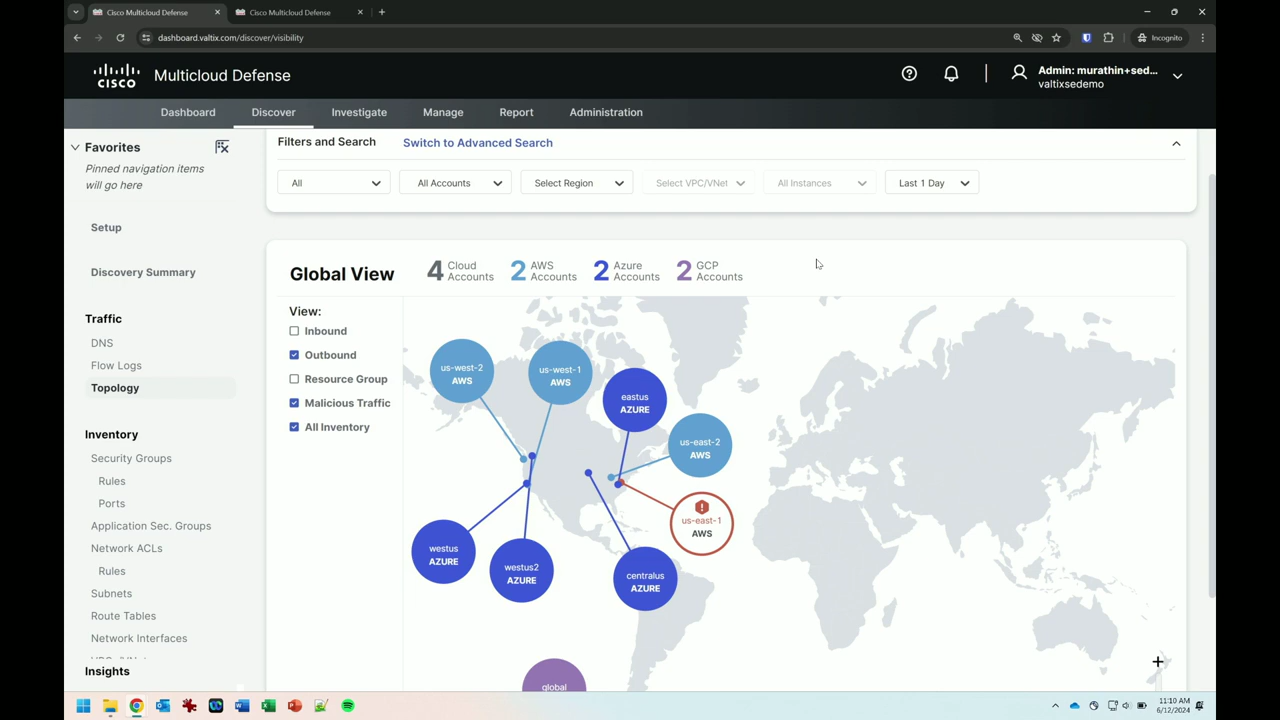 Cisco Multicloud Defense
Cisco Multicloud Defense
dashboard.valtix.com/discover/visibility
Incognito
CISCO
Multicloud Defense
Admin: murathin+sed...
valtixsedemo
Dashboard
Discover
Investigate
Manage
Report
Administration
Favorites
Pinned navigation items
will go here
Setup
Discovery Summary
Traffic
DNS
Flow Logs
Topology
Inventory
Security Groups
Rules
Ports
Application Sec. Groups
Network ACLs
Rules
Subnets
Route Tables
Network Interfaces
Insights
Filters and Search
Switch to Advanced Search
All
All Accounts
Select Region
Select VPC/VNet
All Instances
Last 1 Day
Global View
4 Cloud
Accounts
2 AWS
Accounts
2 Azure
Accounts
2 GCP
Accounts
View:
Inbound
Outbound
Resource Group
Malicious Traffic
All Inventory
us-west-2
AWS
us-west-1
AWS
eastus
AZURE
us-east-2
AWS
us-east-1
AWS
westus
AZURE
westus2
AZURE
centralus
AZURE
global
11:10 AM
6/12/2024